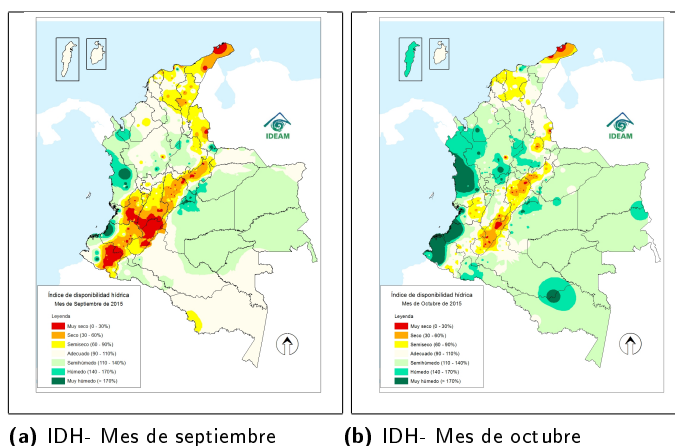 IDEAM
Índice de disponibilidad hídrica
Mes de Septiembre de 2015
Leyenda
Muy seco (0 - 30%)
Seco (30 - 60%)
Semiseco (60 - 90%)
Adecuado (90 - 110%)
Semihúmedo (110 - 140%)
Húmedo (140 - 170%)
Muy húmedo (> 170%)
(a) IDH- Mes de septiembre
IDEAM
Índice de disponibilidad hídrica
Mes de Octubre de 2015
Leyenda
Muy seco (0 - 30%)
Seco (30 - 60%)
Semiseco (60 - 90%)
Adecuado (90 - 110%)
Semihúmedo (110 - 140%)
Húmedo (140 - 170%)
Muy húmedo (> 170%)
(b) IDH- Mes de octubre